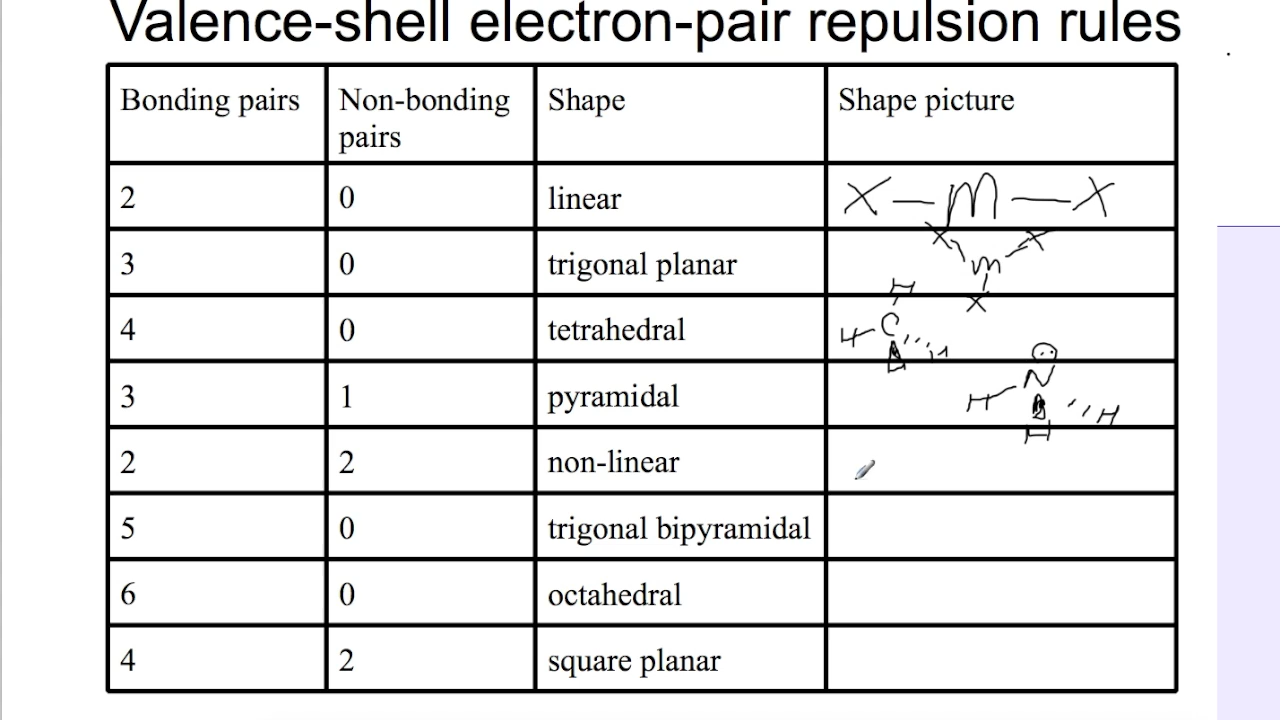 Valence-shell electron-pair repulsion rules
Bonding pairs Non-bonding pairs Shape Shape picture
2 0 linear X – M – X
3 0 trigonal planar X X M X
4 0 tetrahedral H C H H
3 1 pyramidal N H H H
2 2 non-linear
5 0 trigonal bipyramidal
6 0 octahedral
4 2 square planar